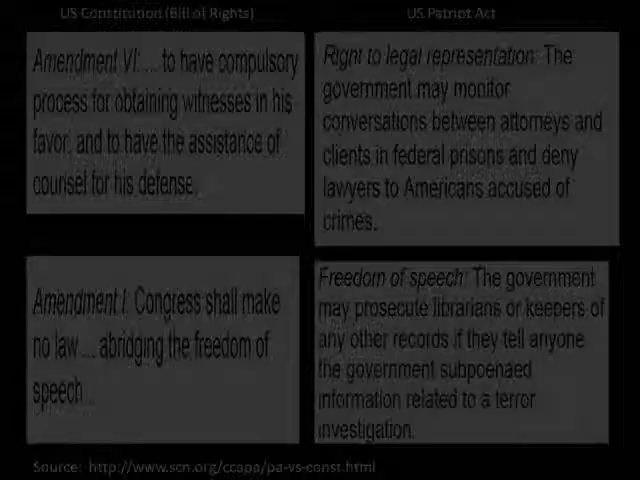 US Constitution (Bill of Rights)
US Patriot Act
Amendment VI: ... to have compulsory
process for obtaining witnesses in his
favor, and to have the assistance of
counsel for his defense.
Right to legal representation: The
government may monitor
conversations between attorneys and
clients in federal prisons and deny
lawyers to Americans accused of
crimes.
Amendment I: Congress shall make
no law ... abridging the freedom of
speech...
Freedom of speech: The government
may prosecute librarians or keepers of
any other records if they tell anyone
the government subpoenaed
information related to a terror
investigation.
Source: http://www.scn.org/ccapa/pa-vs-const.html